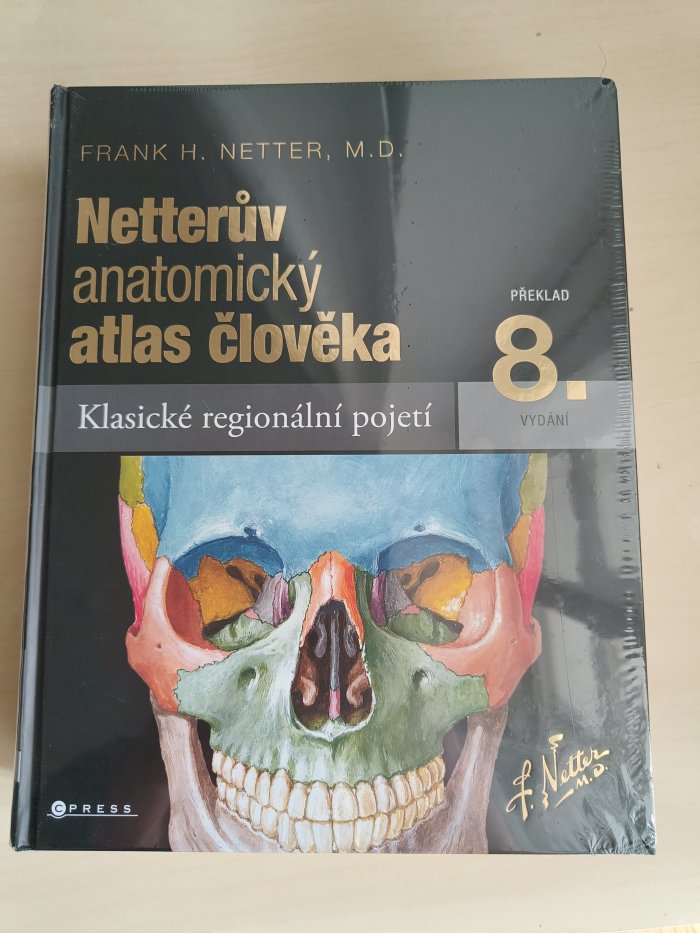 FRANK H. NETTER, M.D.
Netterův
anatomický
atlas člověka
PŘEKLAD
8.
VYDÁNÍ
Klasické regionální pojetí
F. Netter
M.D.
CPRESS